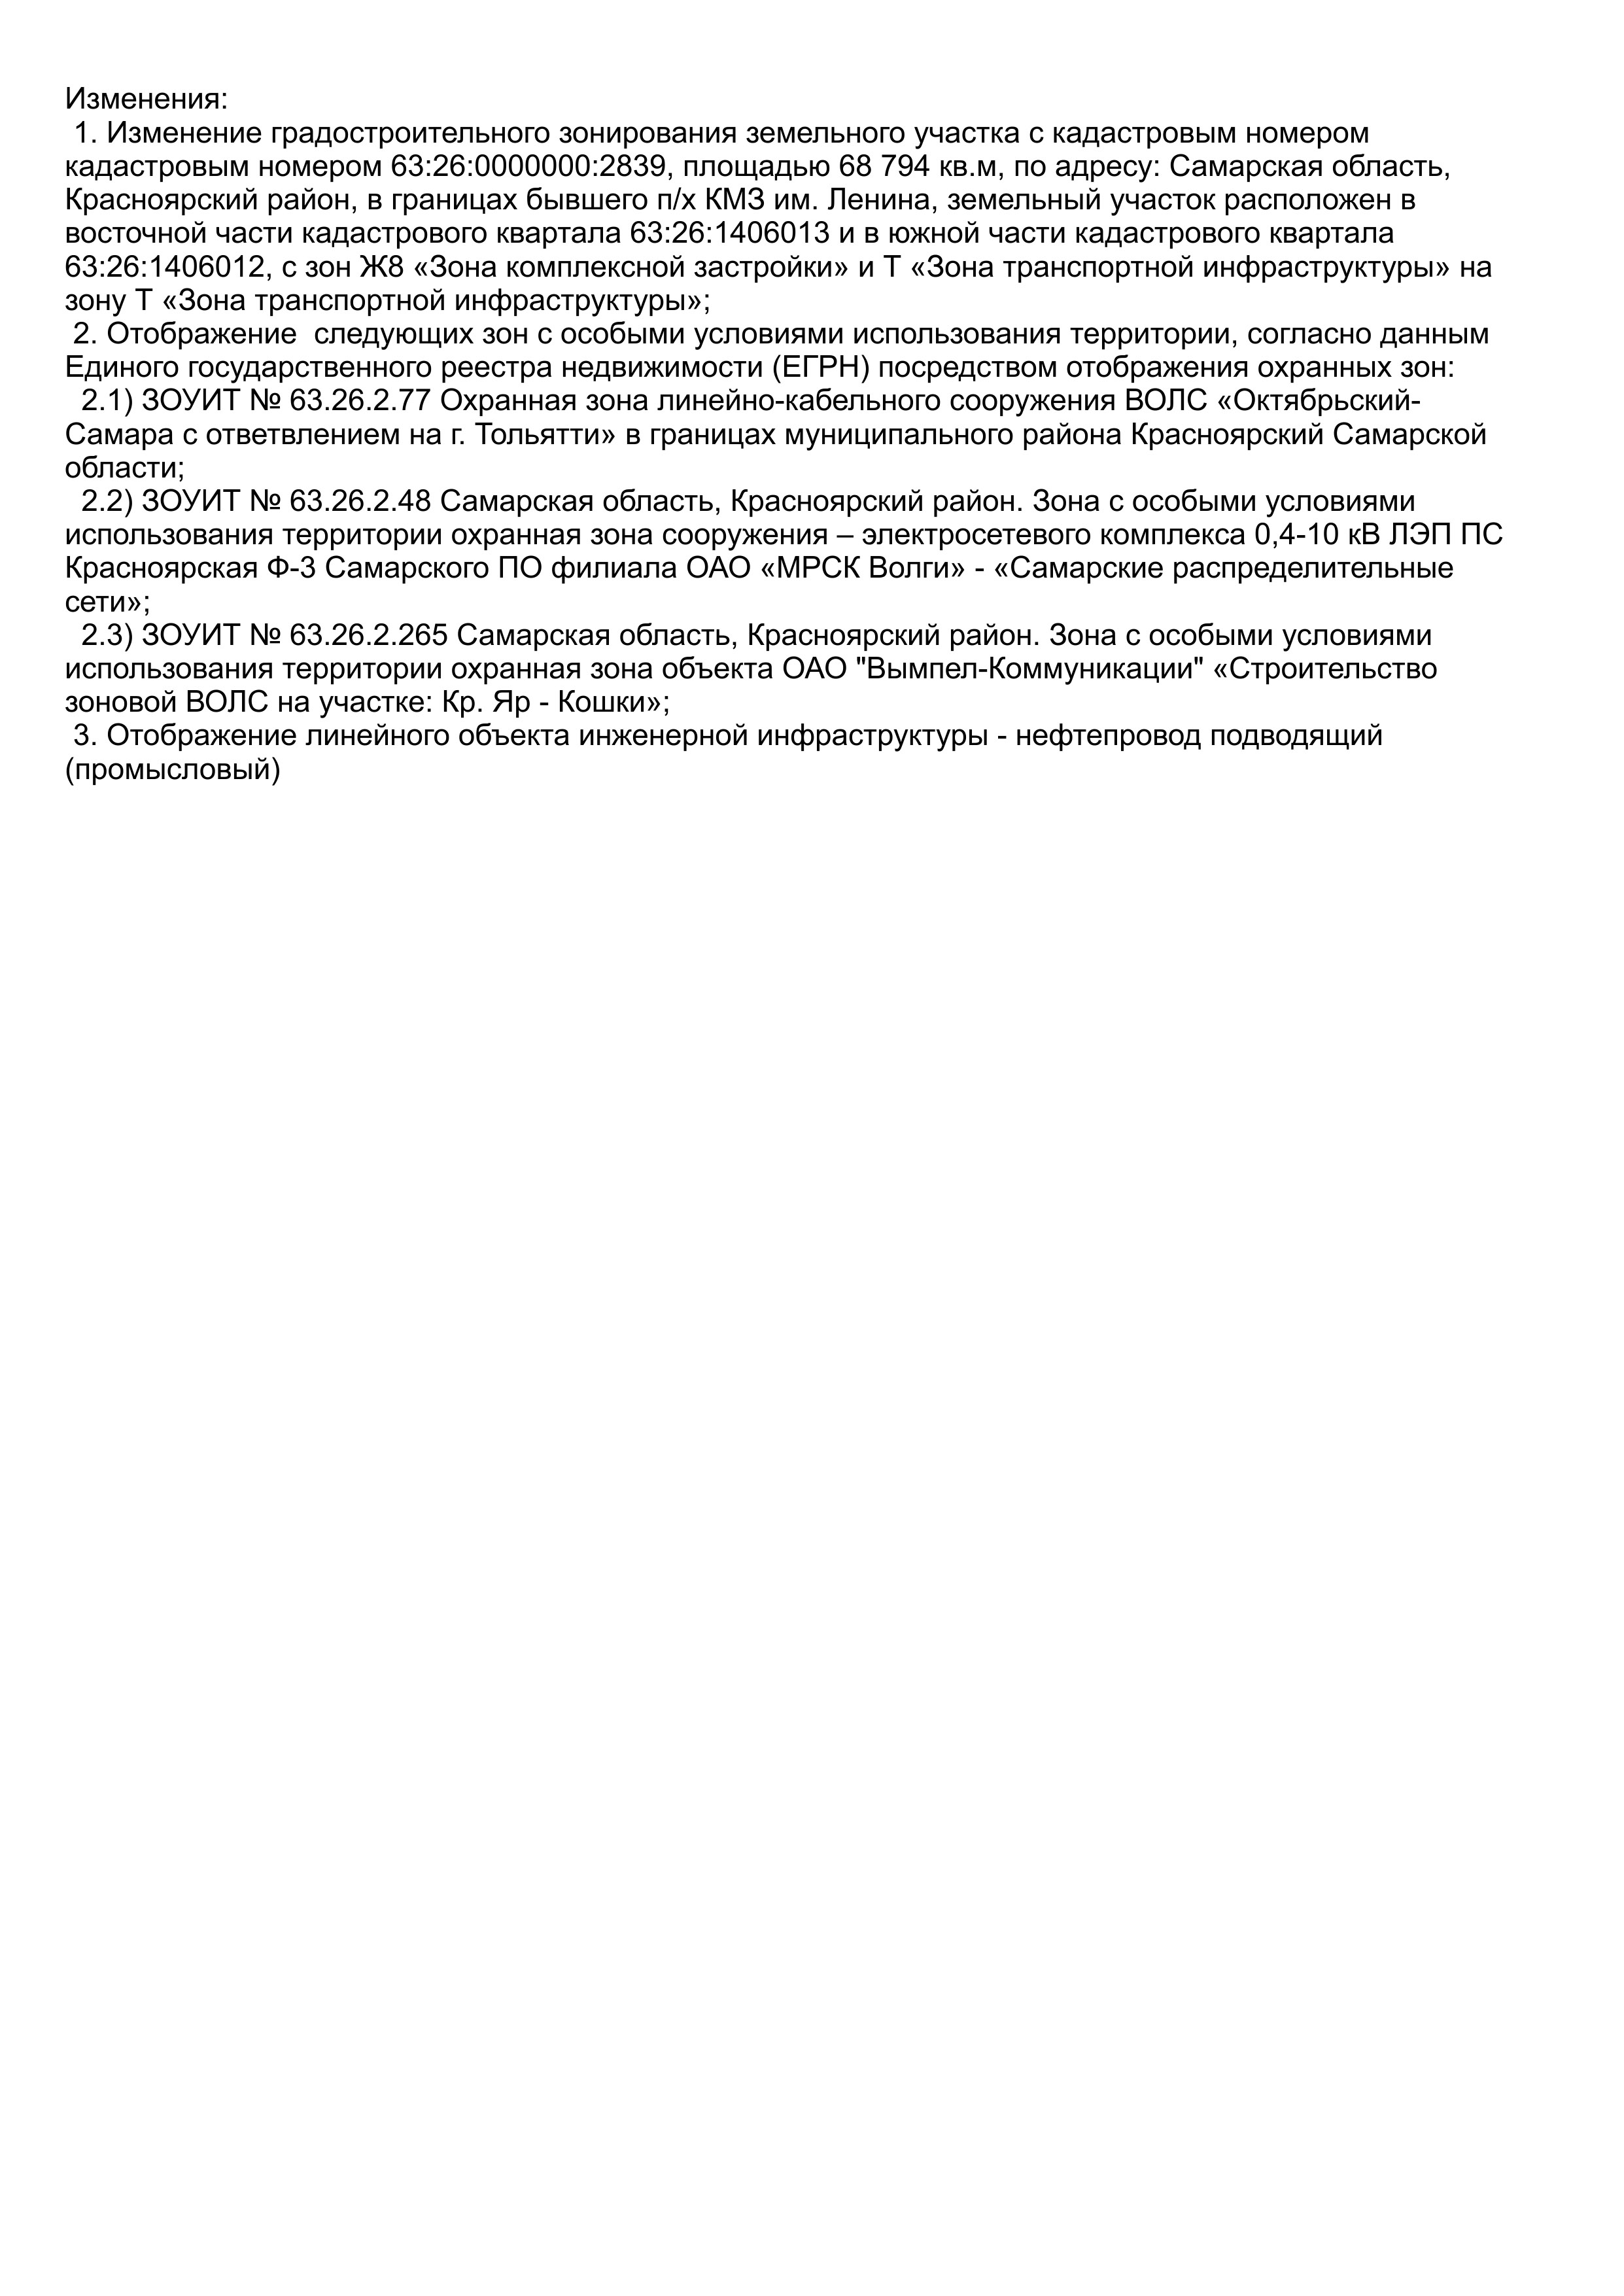 Изменения:
1. Изменение градостроительного зонирования земельного участка с кадастровым номером
кадастровым номером 63:26:0000000:2839, площадью 68 794 кв.м, по адресу: Самарская область,
Красноярский район, в границах бывшего п/х КМЗ им. Ленина, земельный участок расположен в
восточной части кадастрового квартала 63:26:1406013 и в южной части кадастрового квартала
63:26:1406012, с зон Ж8 «Зона комплексной застройки» и Т «Зона транспортной инфраструктуры» на
зону Т «Зона транспортной инфраструктуры»;
2. Отображение  следующих зон с особыми условиями использования территории, согласно данным
Единого государственного реестра недвижимости (ЕГРН) посредством отображения охранных зон:
2.1) ЗОУИТ № 63.26.2.77 Охранная зона линейно-кабельного сооружения ВОЛС «Октябрьский-
Самара с ответвлением на г. Тольятти» в границах муниципального района Красноярский Самарской
области;
2.2) ЗОУИТ № 63.26.2.48 Самарская область, Красноярский район. Зона с особыми условиями
использования территории охранная зона сооружения – электросетевого комплекса 0,4-10 кВ ЛЭП ПС
Красноярская Ф-3 Самарского ПО филиала ОАО «МРСК Волги» - «Самарские распределительные
сети»;
2.3) ЗОУИТ № 63.26.2.265 Самарская область, Красноярский район. Зона с особыми условиями
использования территории охранная зона объекта ОАО "Вымпел-Коммуникации" «Строительство
зоновой ВОЛС на участке: Кр. Яр - Кошки»;
3. Отображение линейного объекта инженерной инфраструктуры - нефтепровод подводящий
(промысловый)